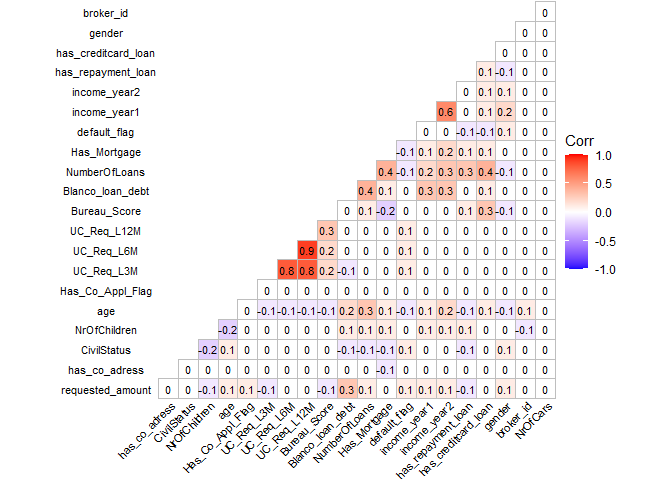 broker_id 0
gender 0 0
has_creditcard_loan 0 0 0
has_repayment_loan 0.1 -0.1 0 0
income_year2 0 0.1 0.1 0 0
income_year1 0.6 0 0.1 0.2 0 0
default_flag 0 0 -0.1 -0.1 0.1 0 0
Has_Mortgage -0.1 0.1 0.2 0.1 0.1 0 0 0
NumberOfLoans 0.4 -0.1 0.2 0.3 0.3 0.4 -0.1 0 0
Blanco_loan_debt 0.4 0.1 0 0.3 0.3 0 0.1 0 0 0
Bureau_Score 0 0.1 -0.2 0 0 0 0.1 0.3 -0.1 0 0
UC_Req_L12M 0.3 0 0 0 0.1 0 0 0 0 0 0 0
UC_Req_L6M 0.9 0.2 0 0 0 0.1 0 0 0 0 0 0 0
UC_Req_L3M 0.8 0.8 0.2 -0.1 0 0 0.1 0 0 0 0 0 0 0
Has_Co_Appl_Flag 0 0 0 0 0 0 0 0 0 0 0 0 0 0 0
age 0 -0.1 -0.1 -0.1 -0.1 0.2 0.3 0.1 -0.1 0.1 0.2 -0.1 0.1 -0.1 0.1 0
NrOfChildren -0.2 0 0 0 0 0 0.1 0.1 0.1 0 0.1 0.1 0.1 0 0 -0.1 0
CivilStatus -0.2 0.1 0 0 0 0 0 -0.1 -0.1 -0.1 0.1 0 0 -0.1 0 0.1 0 0
has_co_adress 0 0 0 0 0 0 0 0 0 0 -0.1 0 0 0 0 0 0 0 0
requested_amount 0 0 -0.1 0.1 0.1 -0.1 0 0 -0.1 0.3 0.1 0 0.1 0.1 0.1 -0.1 0.1 0.1 0 0
has_co_adress
CivilStatus
NrOfChildren
age
Has_Co_Appl_Flag
UC_Req_L3M
UC_Req_L6M
UC_Req_L12M
Bureau_Score
Blanco_loan_debt
NumberOfLoans
Has_Mortgage
default_flag
income_year1
income_year2
has_repayment_loan
has_creditcard_loan
gender
broker_id
NrOfCars
Corr
1.0
0.5
0.0
-0.5
-1.0